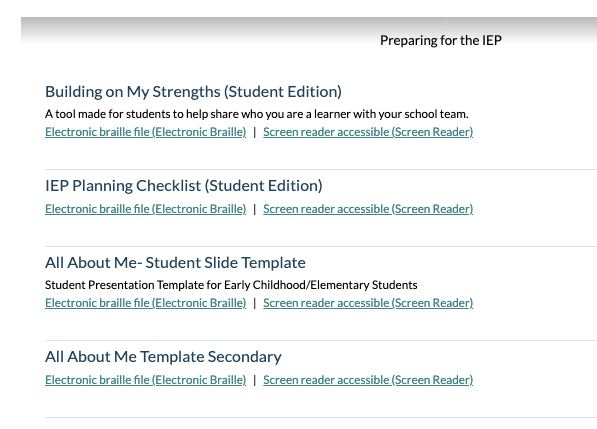 Preparing for the IEP
Building on My Strengths (Student Edition)
A tool made for students to help share who you are a learner with your school team.
Electronic braille file (Electronic Braille) | Screen reader accessible (Screen Reader)
IEP Planning Checklist (Student Edition)
Electronic braille file (Electronic Braille) | Screen reader accessible (Screen Reader)
All About Me- Student Slide Template
Student Presentation Template for Early Childhood/Elementary Students
Electronic braille file (Electronic Braille) | Screen reader accessible (Screen Reader)
All About Me Template Secondary
Electronic braille file (Electronic Braille) | Screen reader accessible (Screen Reader)